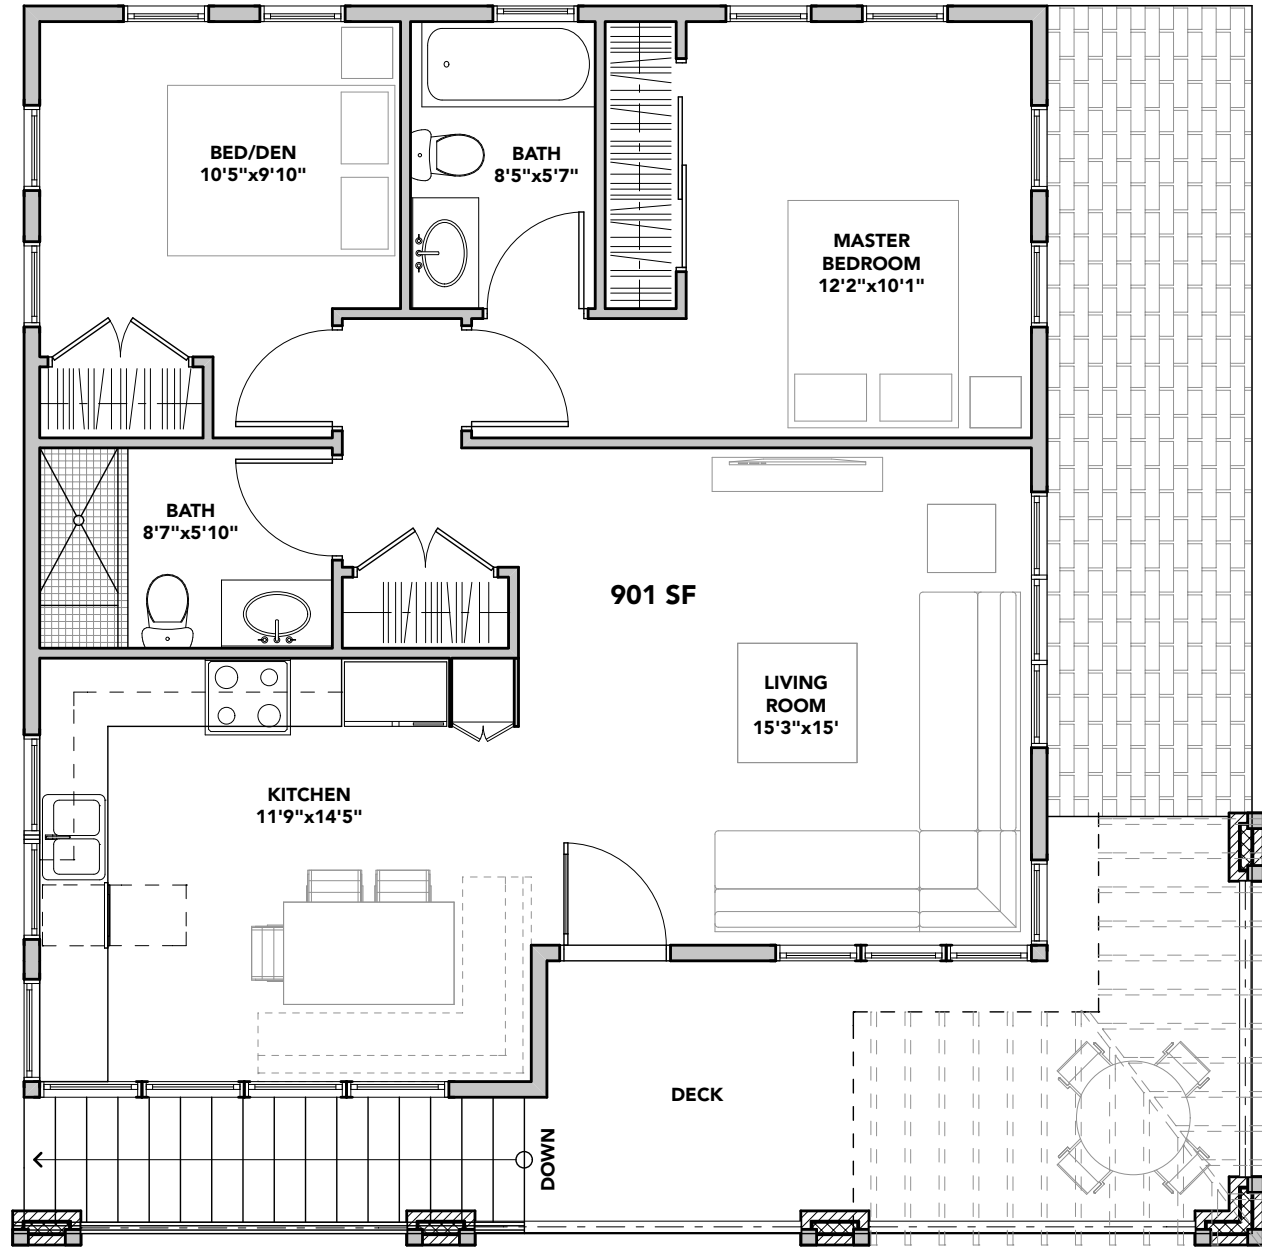 BED/DEN
10'5"x9'10"
BATH
8'5"x5'7"
MASTER
BEDROOM
12'2"x10'1"
BATH
8'7"x5'10"
901 SF
LIVING
ROOM
15'3"x15'
KITCHEN
11'9"x14'5"
DECK
DOWN